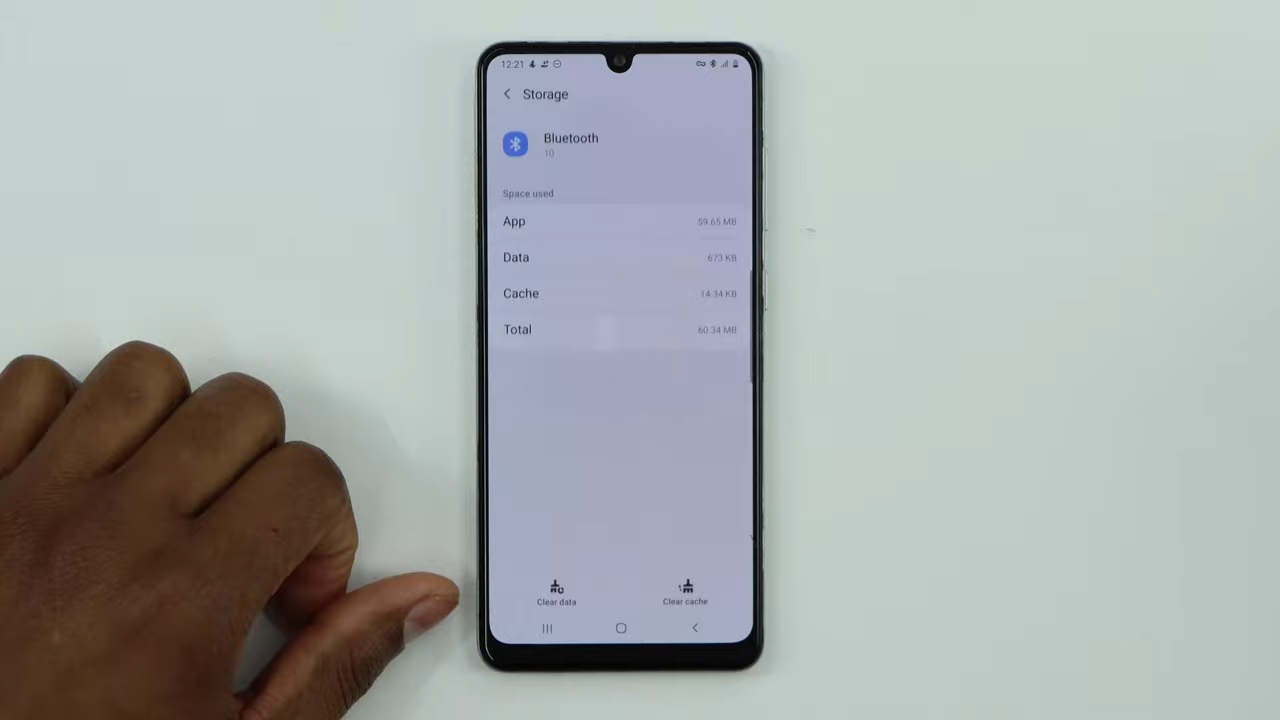 12:21
Storage
Bluetooth
10
Space used
App 59.65 MB
Data 673 KB
Cache 14.34 KB
Total 60.34 MB
Clear data Clear cache